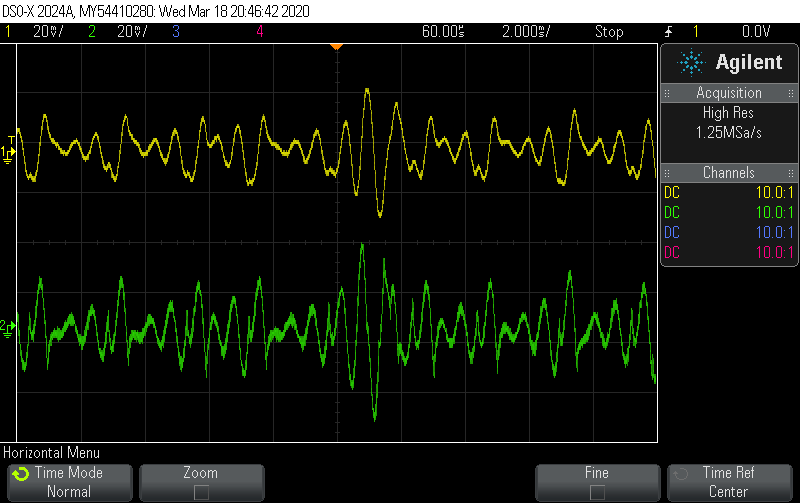 DSO-X 2024A, MY54410280: Wed Mar 18 20:46:42 2020
1 20V/ 2 20V/ 3 4 60.00s 2.000s/ Stop 1 0.0V
Agilent
Acquisition
High Res
1.25MSa/s
Channels
DC 10.0:1
DC 10.0:1
DC 10.0:1
DC 10.0:1
T
1
2
Horizontal Menu
Time Mode
Normal
Zoom
Fine
Time Ref
Center